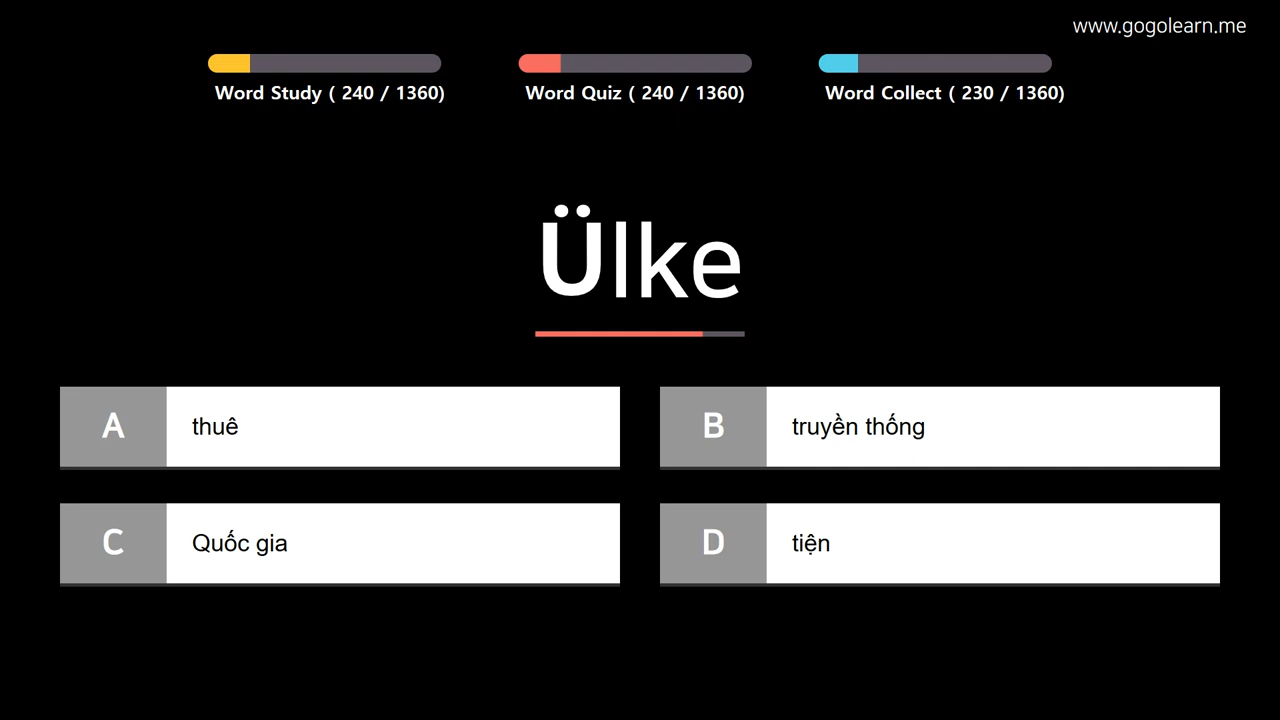 www.gogolearn.me
Word Study ( 240 / 1360)
Word Quiz ( 240 / 1360)
Word Collect ( 230 / 1360)
Ülke
A thuê
B truyền thống
C Quốc gia
D tiện